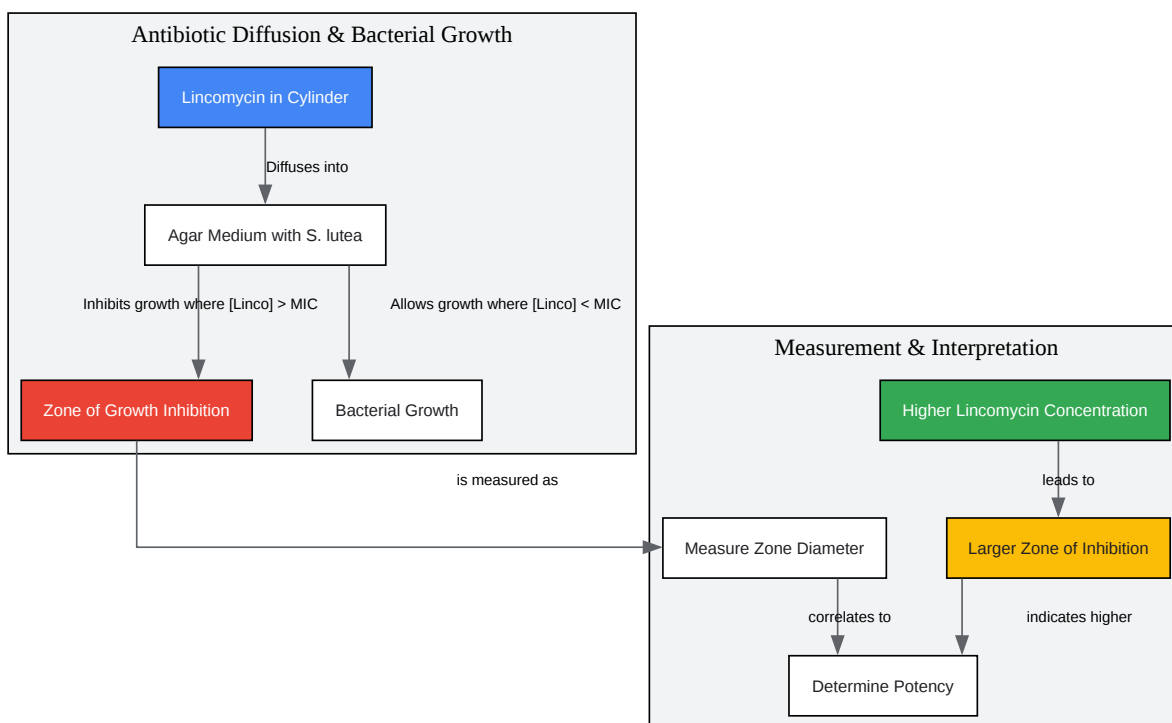 Antibiotic Diffusion & Bacterial Growth
Lincomycin in Cylinder
Diffuses into
Agar Medium with S. lutea
Inhibits growth where [Linco] > MIC
Allows growth where [Linco] < MIC
Zone of Growth Inhibition
Bacterial Growth
is measured as
Measurement & Interpretation
Higher Lincomycin Concentration
leads to
Measure Zone Diameter
Larger Zone of Inhibition
correlates to
indicates higher
Determine Potency